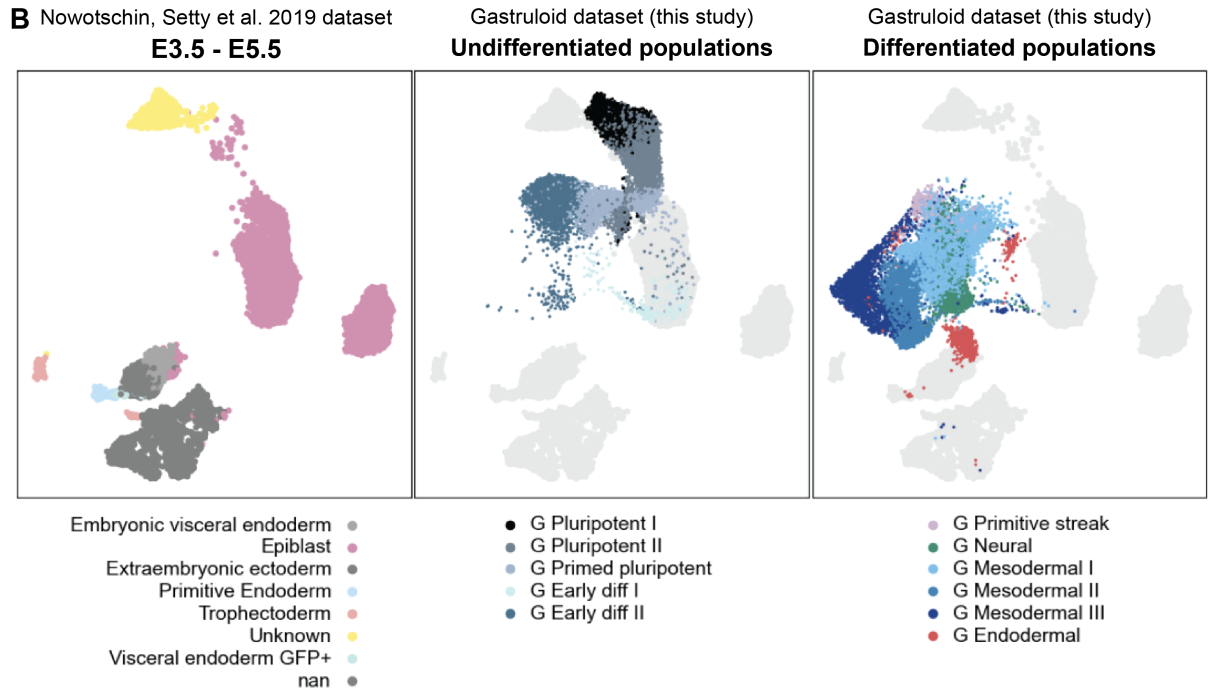 B Nowotschin, Setty et al. 2019 dataset
E3.5 - E5.5
Gastruloid dataset (this study)
Undifferentiated populations
Gastruloid dataset (this study)
Differentiated populations
Embryonic visceral endoderm
Epiblast
Extraembryonic ectoderm
Primitive Endoderm
Trophectoderm
Unknown
Visceral endoderm GFP+
nan
G Pluripotent I
G Pluripotent II
G Primed pluripotent
G Early diff I
G Early diff II
G Primitive streak
G Neural
G Mesodermal I
G Mesodermal II
G Mesodermal III
G Endodermal